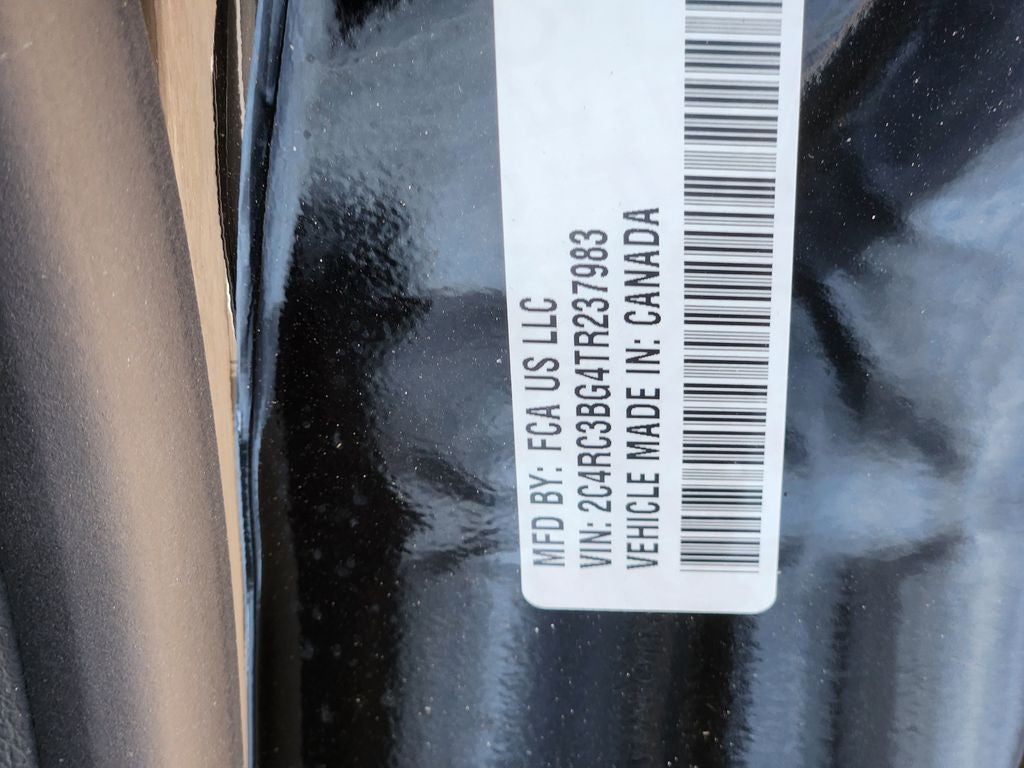 MFD BY: FCA US LLC
VIN: 2C4RC3BG4TR237983
VEHICLE MADE IN: CANADA